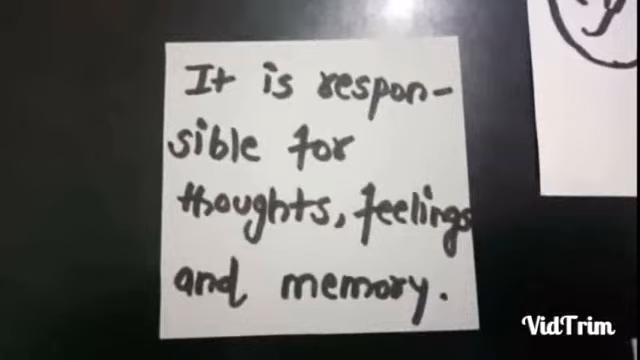 It is respon-
sible for
thoughts, feelings
and memory.
VidTrim